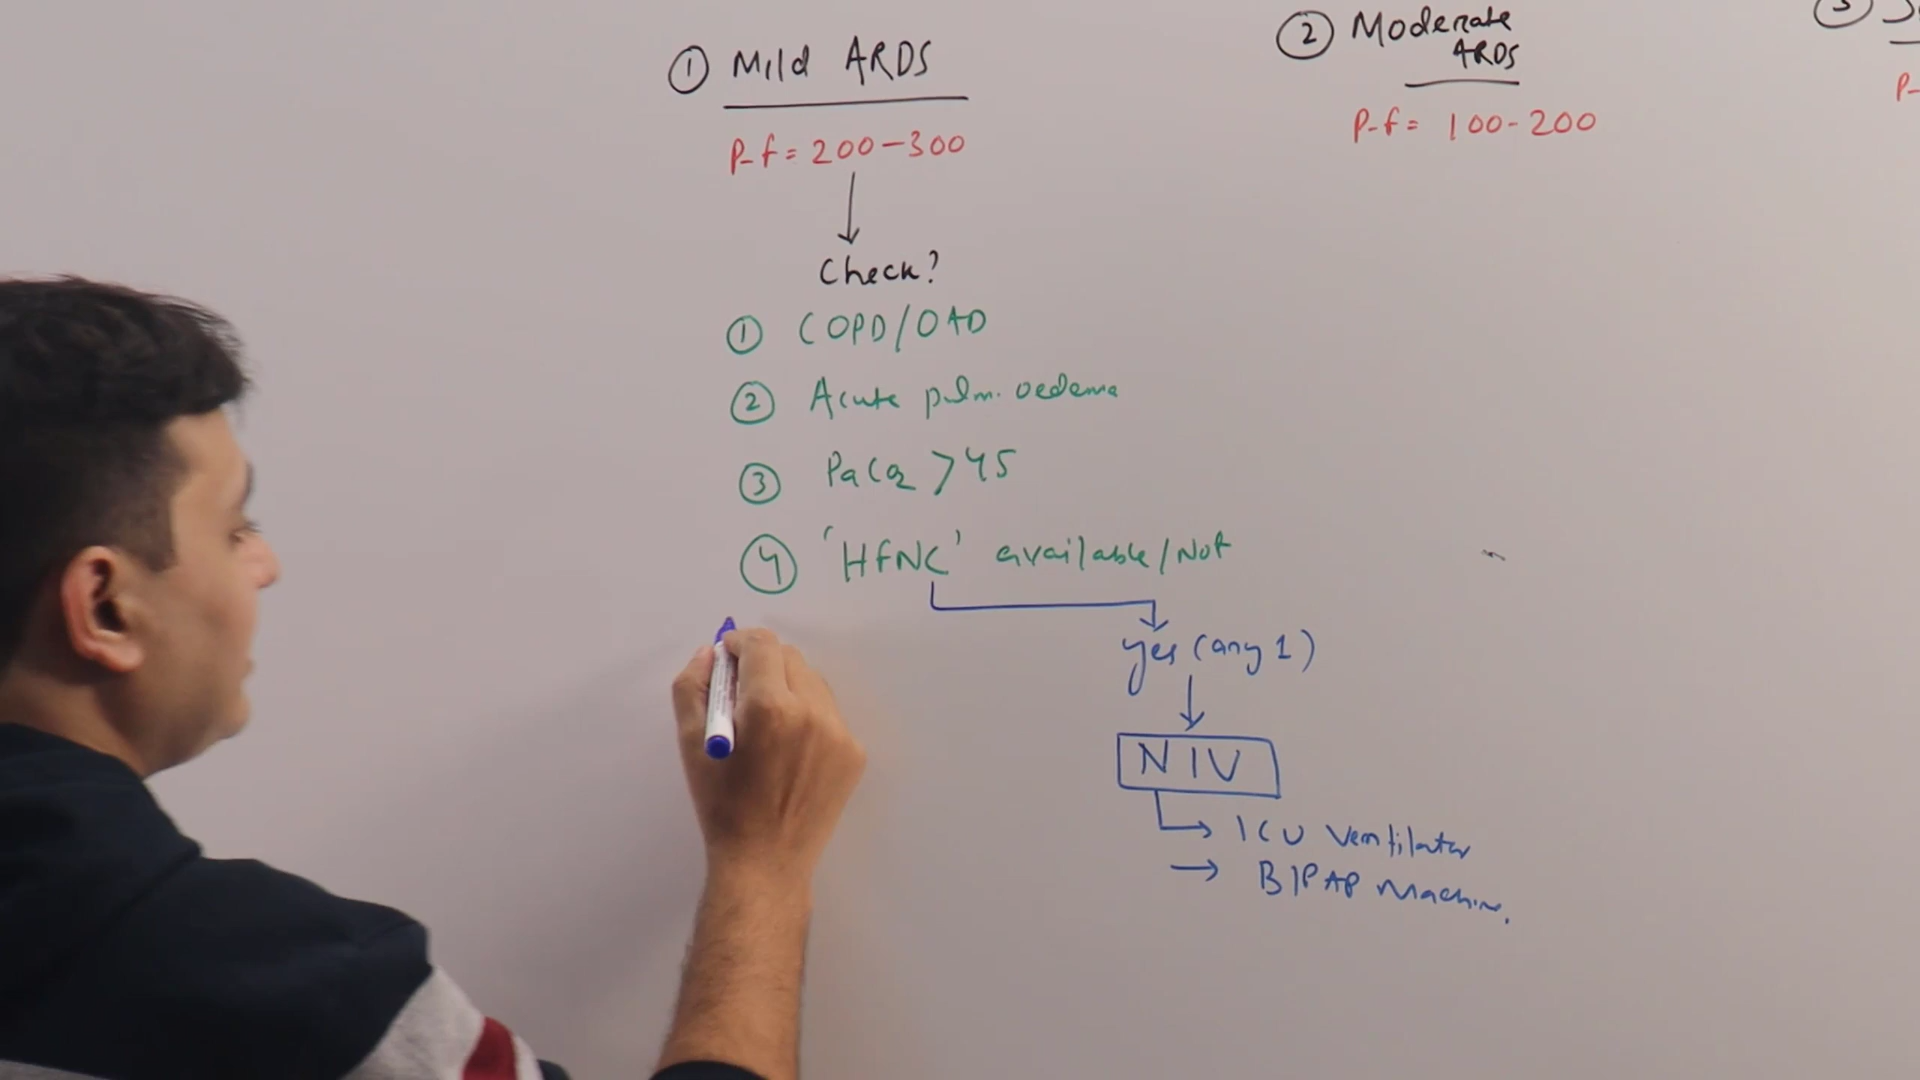 ① Mild ARDS
P-f = 200-300
Check?
① COPD/OAD
② Acute pulm. oedema
③ PaCO2 >45
④ 'HFNC' available/Not
yes (any 1)
NIV
ICU Ventilator
BIPAP Machine.
② Moderate
ARDS
P-f = 100-200
③
P-